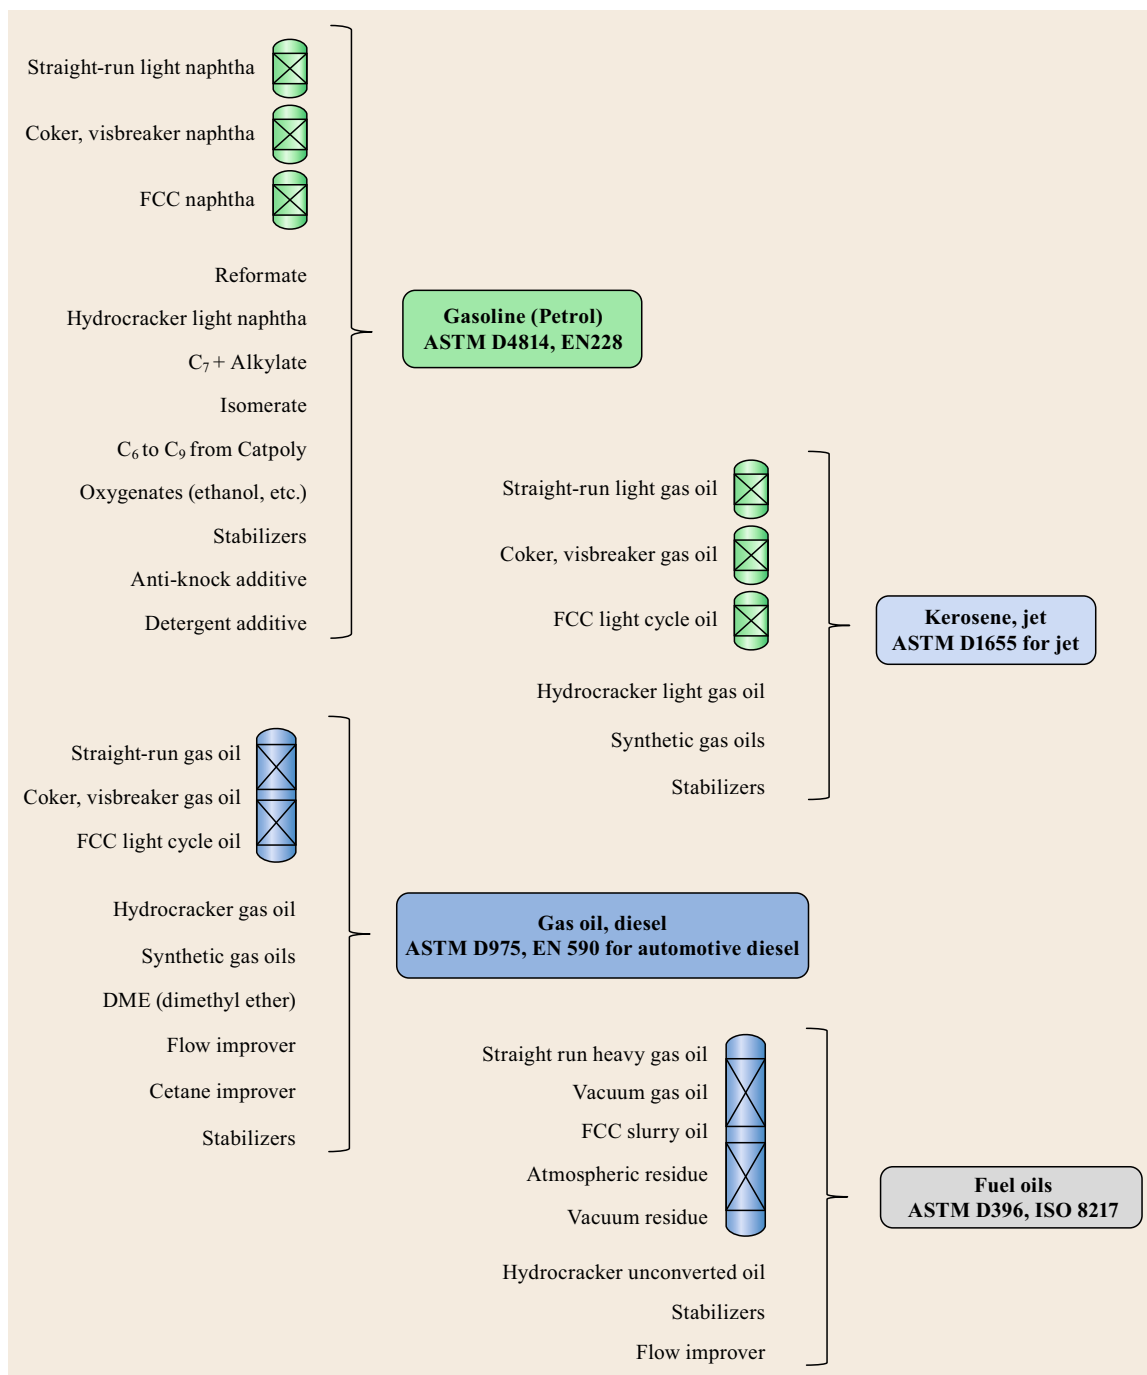 Straight-run light naphtha
Coker, visbreaker naphtha
FCC naphtha
Reformate
Hydrocracker light naphtha
C₇ + Alkylate
Isomerate
C₆ to C₉ from Catpoly
Oxygenates (ethanol, etc.)
Stabilizers
Anti-knock additive
Detergent additive
Gasoline (Petrol)
ASTM D4814, EN228
Straight-run light gas oil
Coker, visbreaker gas oil
FCC light cycle oil
Hydrocracker light gas oil
Synthetic gas oils
Stabilizers
Kerosene, jet
ASTM D1655 for jet
Straight-run gas oil
Coker, visbreaker gas oil
FCC light cycle oil
Hydrocracker gas oil
Synthetic gas oils
DME (dimethyl ether)
Flow improver
Cetane improver
Stabilizers
Gas oil, diesel
ASTM D975, EN 590 for automotive diesel
Straight run heavy gas oil
Vacuum gas oil
FCC slurry oil
Atmospheric residue
Vacuum residue
Hydrocracker unconverted oil
Stabilizers
Flow improver
Fuel oils
ASTM D396, ISO 8217